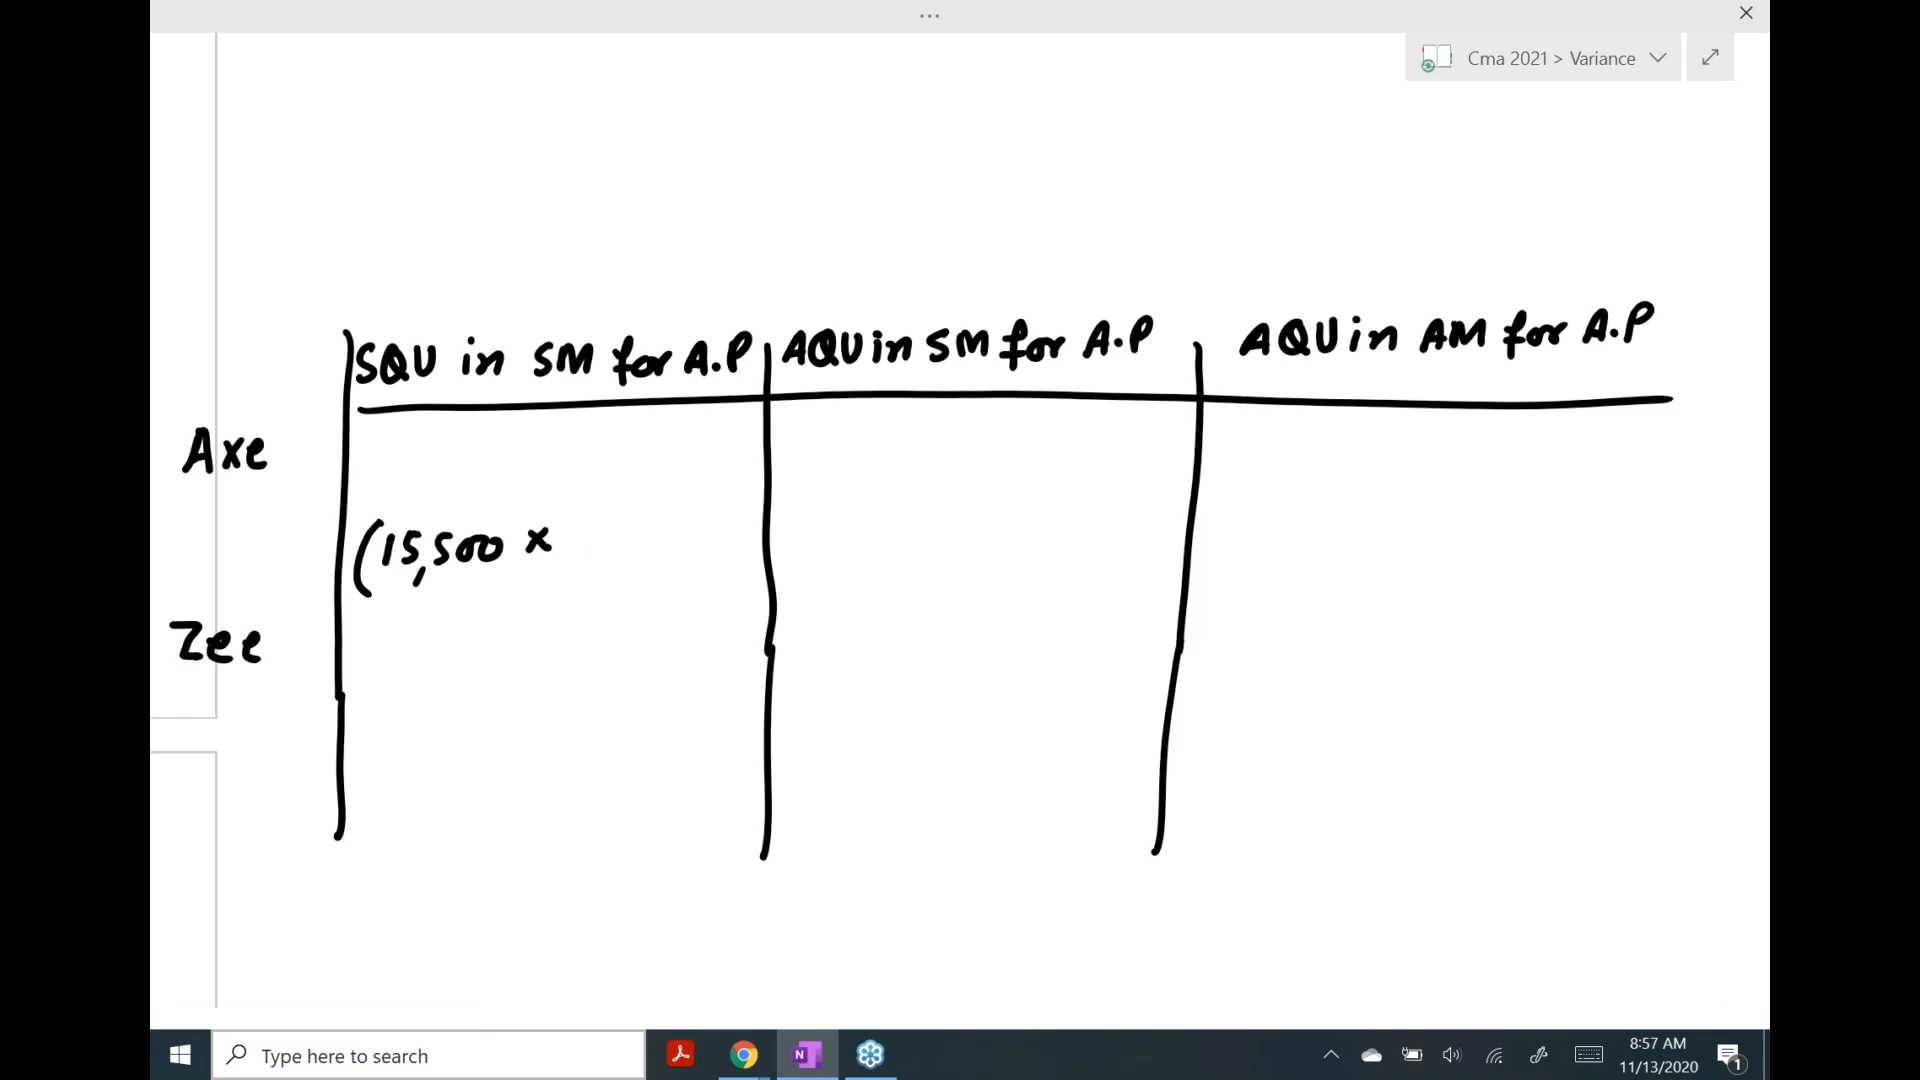 Cma 2021 > Variance
SQU in SM for A.P AQU in SM for A.P AQU in AM for A.P
Axe
(15,500 ×
Zee
Type here to search
N
8:57 AM
11/13/2020
1